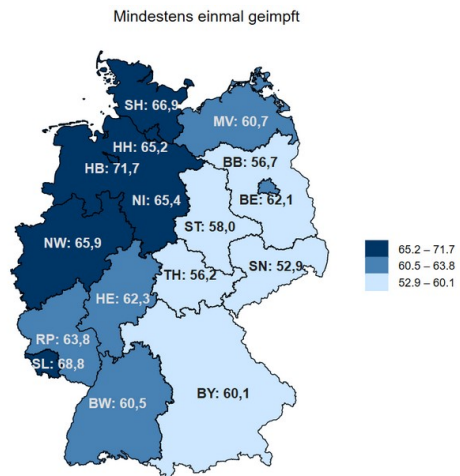 Mindestens einmal geimpft
SH: 66,9
MV: 60,7
HH: 65,2
BB: 56,7
HB: 71,7
BE: 62,1
NI: 65,4
ST: 58,0
NW: 65,9
SN: 52,9
TH: 56,2
HE: 62,3
RP: 63,8
SL: 68,8
BY: 60,1
BW: 60,5
65.2 – 71.7
60.5 – 63.8
52.9 – 60.1